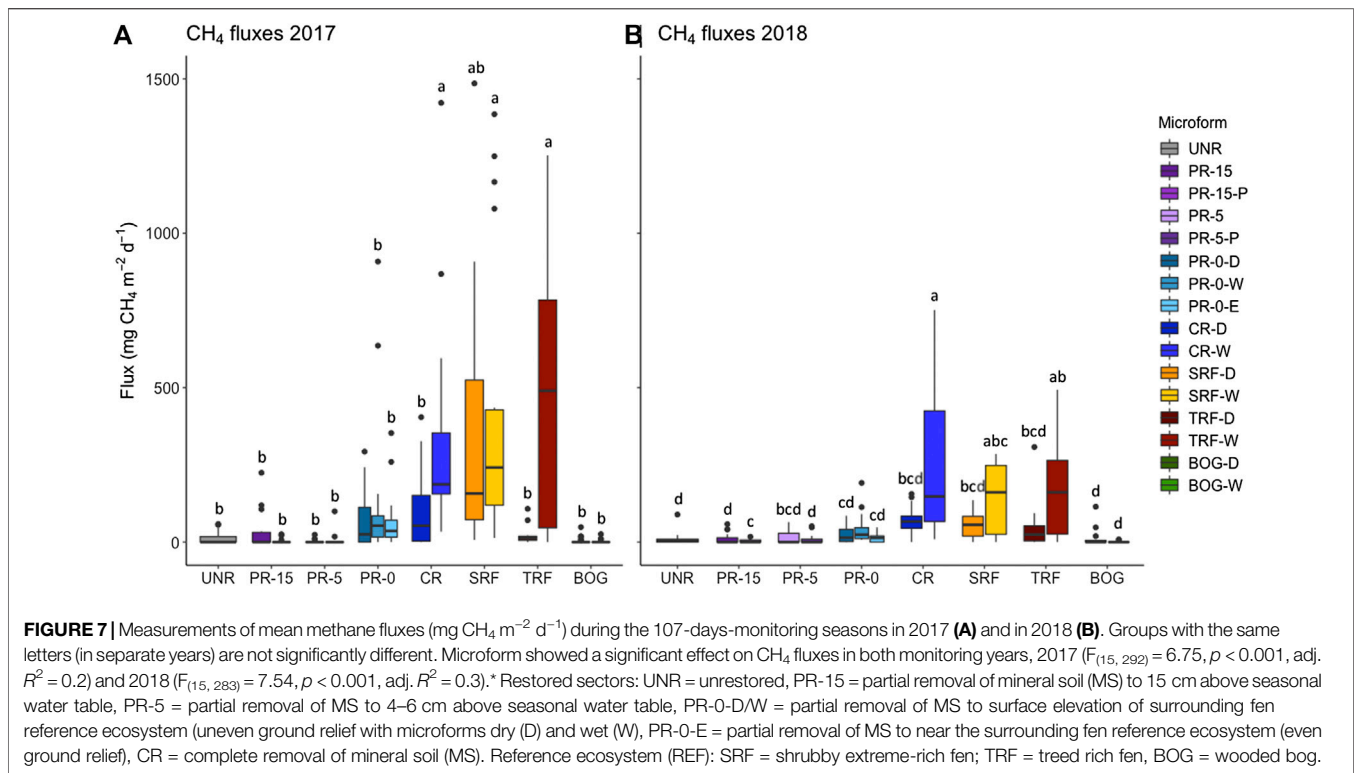 A CH₄ fluxes 2017
B CH₄ fluxes 2018
Flux (mg CH₄ m⁻² d⁻¹)
1500
1000
500
0
b
b
b
b
b
b
b
b
a
ab
a
b
a
b
b
UNR PR-15 PR-5 PR-0 CR SRF TRF BOG
d
d
c
bcd
d
cd
cd
bcd
a
bcd
abc
bcd
ab
d
d
UNR PR-15 PR-5 PR-0 CR SRF TRF BOG
Microform
UNR
PR-15
PR-15-P
PR-5
PR-5-P
PR-0-D
PR-0-W
PR-0-E
CR-D
CR-W
SRF-D
SRF-W
TRF-D
TRF-W
BOG-D
BOG-W
FIGURE 7 | Measurements of mean methane fluxes (mg CH₄ m⁻² d⁻¹) during the 107-days-monitoring seasons in 2017 (A) and in 2018 (B). Groups with the same
letters (in separate years) are not significantly different. Microform showed a significant effect on CH₄ fluxes in both monitoring years, 2017 (F₍₁₅, ₂₉₂₎ = 6.75, p < 0.001, adj.
R² = 0.2) and 2018 (F₍₁₅, ₂₈₃₎ = 7.54, p < 0.001, adj. R² = 0.3).* Restored sectors: UNR = unrestored, PR-15 = partial removal of mineral soil (MS) to 15 cm above seasonal
water table, PR-5 = partial removal of MS to 4–6 cm above seasonal water table, PR-0-D/W = partial removal of MS to surface elevation of surrounding fen
reference ecosystem (uneven ground relief with microforms dry (D) and wet (W), PR-0-E = partial removal of MS to near the surrounding fen reference ecosystem (even
ground relief), CR = complete removal of mineral soil (MS). Reference ecosystem (REF): SRF = shrubby extreme-rich fen; TRF = treed rich fen, BOG = wooded bog.